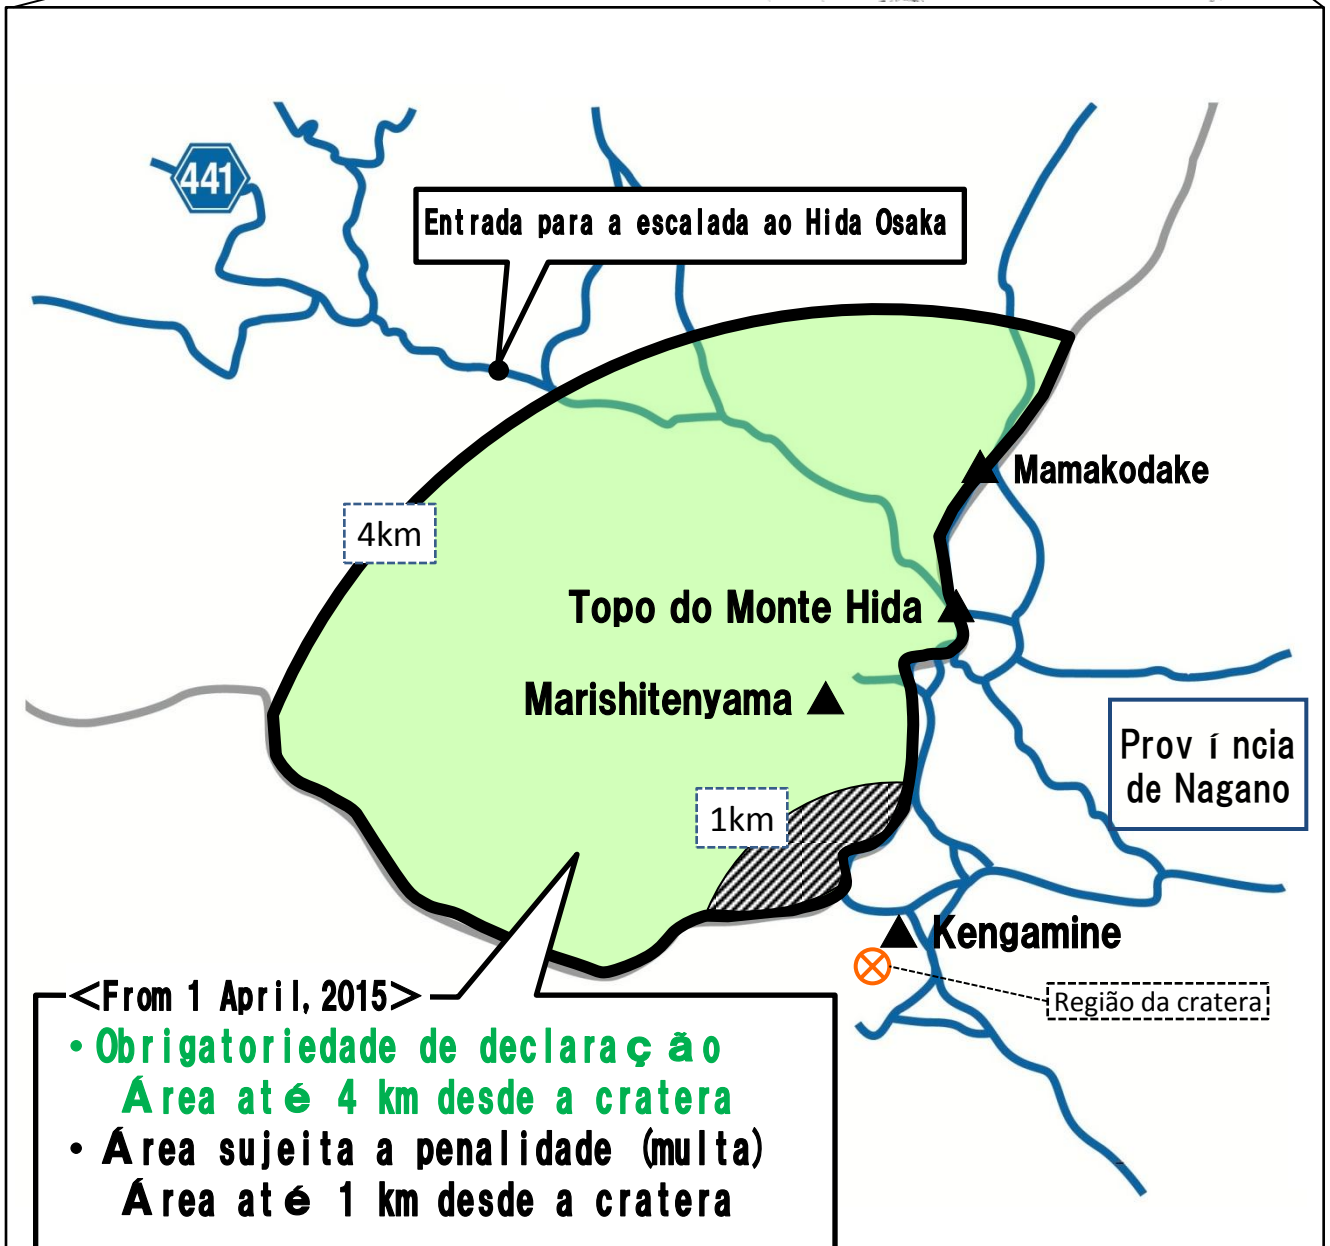 441
Entrada para a escalada ao Hida Osaka
Mamakodake
4km
Topo do Monte Hida
Marishitenyama
Província
de Nagano
1km
Kengamine
Região da cratera
<From 1 April, 2015>
• Obrigatoriedade de declaração
Área até 4 km desde a cratera
• Área sujeita a penalidade (multa)
Área até 1 km desde a cratera